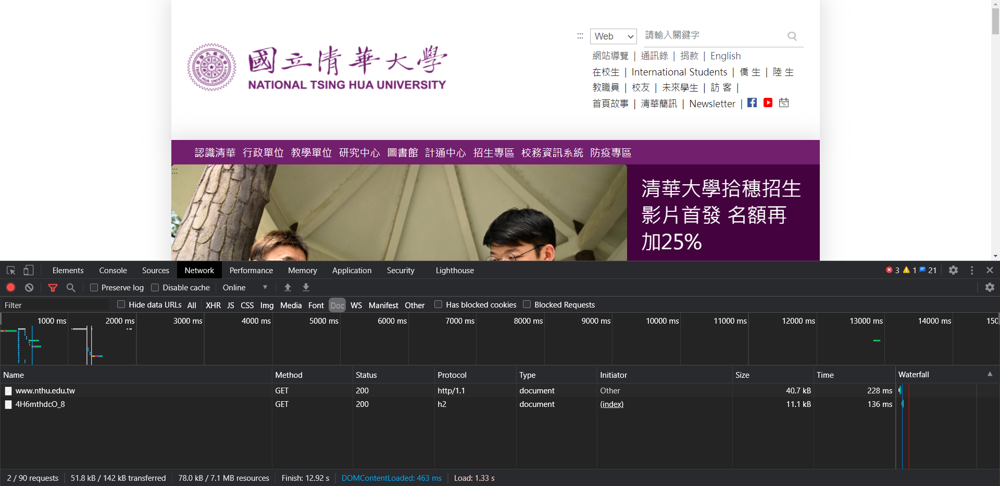 ::: Web 請輸入關鍵字
網站導覽 | 通訊錄 | 捐款 | English
在校生 | International Students | 僑 生 | 陸 生
教職員 | 校友 | 未來學生 | 訪 客 |
首頁故事 | 清華簡訊 | Newsletter |
國立清華大學
NATIONAL TSING HUA UNIVERSITY
認識清華 行政單位 教學單位 研究中心 圖書館 計通中心 招生專區 校務資訊系統 防疫專區
:::
清華大學拾穗招生
影片首發 名額再
加25%
Elements Console Sources Network Performance Memory Application Security Lighthouse 3 1 21
Preserve log Disable cache Online
Filter Hide data URLs All XHR JS CSS Img Media Font Doc WS Manifest Other Has blocked cookies Blocked Requests
1000 ms 2000 ms 3000 ms 4000 ms 5000 ms 6000 ms 7000 ms 8000 ms 9000 ms 10000 ms 11000 ms 12000 ms 13000 ms 14000 ms 150
Name Method Status Protocol Type Initiator Size Time Waterfall
www.nthu.edu.tw GET 200 http/1.1 document Other 40.7 kB 228 ms
4H6mthdcO_8 GET 200 h2 document (index) 11.1 kB 136 ms
2 / 90 requests 51.8 kB / 142 kB transferred 78.0 kB / 7.1 MB resources Finish: 12.92 s DOMContentLoaded: 463 ms Load: 1.33 s